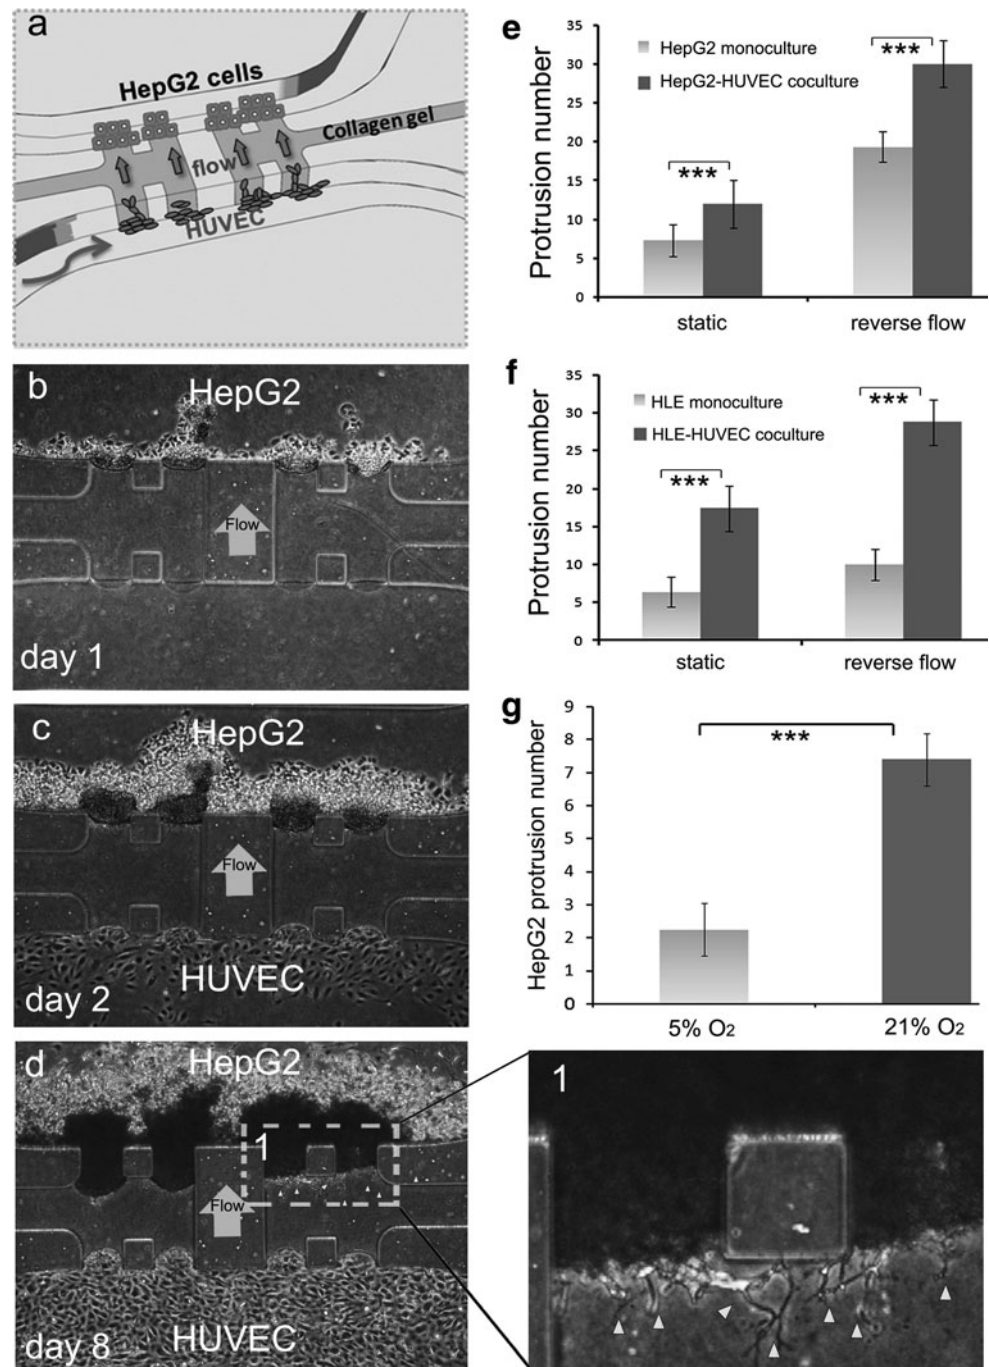 a
HepG2 cells
Collagen gel
flow
HUVEC
b
HepG2
Flow
day 1
c
HepG2
Flow
HUVEC
day 2
d
HepG2
1
Flow
HUVEC
day 8
e
Protrusion number
35
30
25
20
15
10
5
0
HepG2 monoculture
HepG2-HUVEC coculture
***
***
static
reverse flow
f
Protrusion number
35
30
25
20
15
10
5
0
HLE monoculture
HLE-HUVEC coculture
***
***
static
reverse flow
g
HepG2 protrusion number
9
8
7
6
5
4
3
2
1
0
***
5% O₂
21% O₂
1